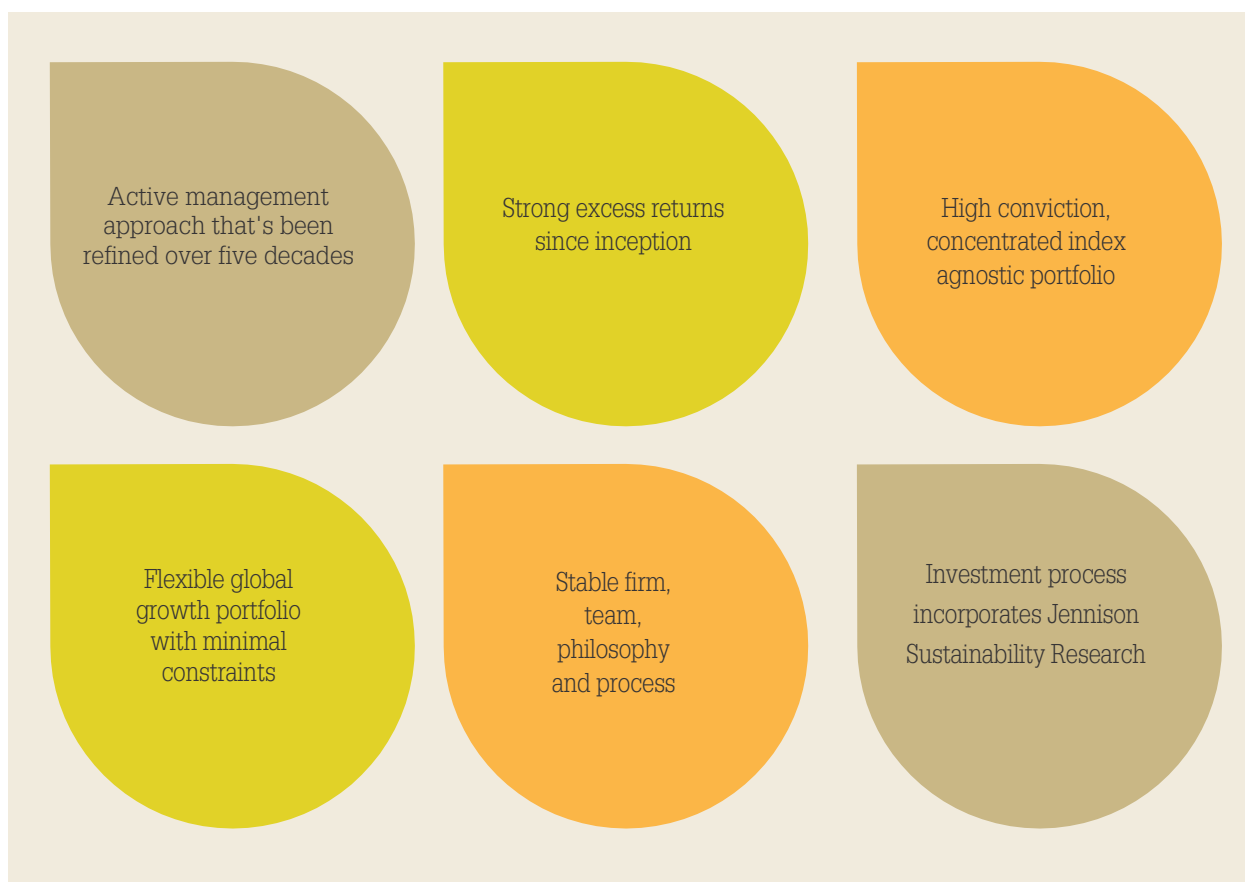 Active management
approach that's been
refined over five decades
Strong excess returns
since inception
High conviction,
concentrated index
agnostic portfolio
Flexible global
growth portfolio
with minimal
constraints
Stable firm,
team,
philosophy
and process
Investment process
incorporates Jennison
Sustainability Research